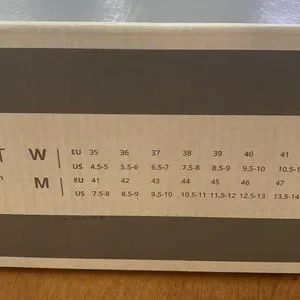 T W EU 35 36 37 38 39 40 41
US 4.5-5 5.5-6 6.5-7 7.5-8 8.5-9 9.5-10 10.5-1
M EU 41 42 43 44 45 46 47
US 7.5-8 8.5-9 9.5-10 10.5-11 11.5-12 12.5-13 13.5-14